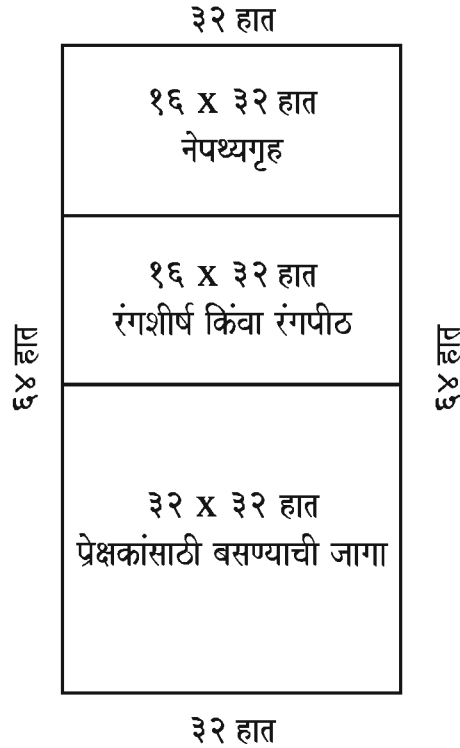 ३२ हात
१६ x ३२ हात
नेपथ्यगृह
१६ x ३२ हात
रंगशीर्ष किंवा रंगपीठ
६४ हात
६४ हात
३२ x ३२ हात
प्रेक्षकांसाठी बसण्याची जागा
३२ हात